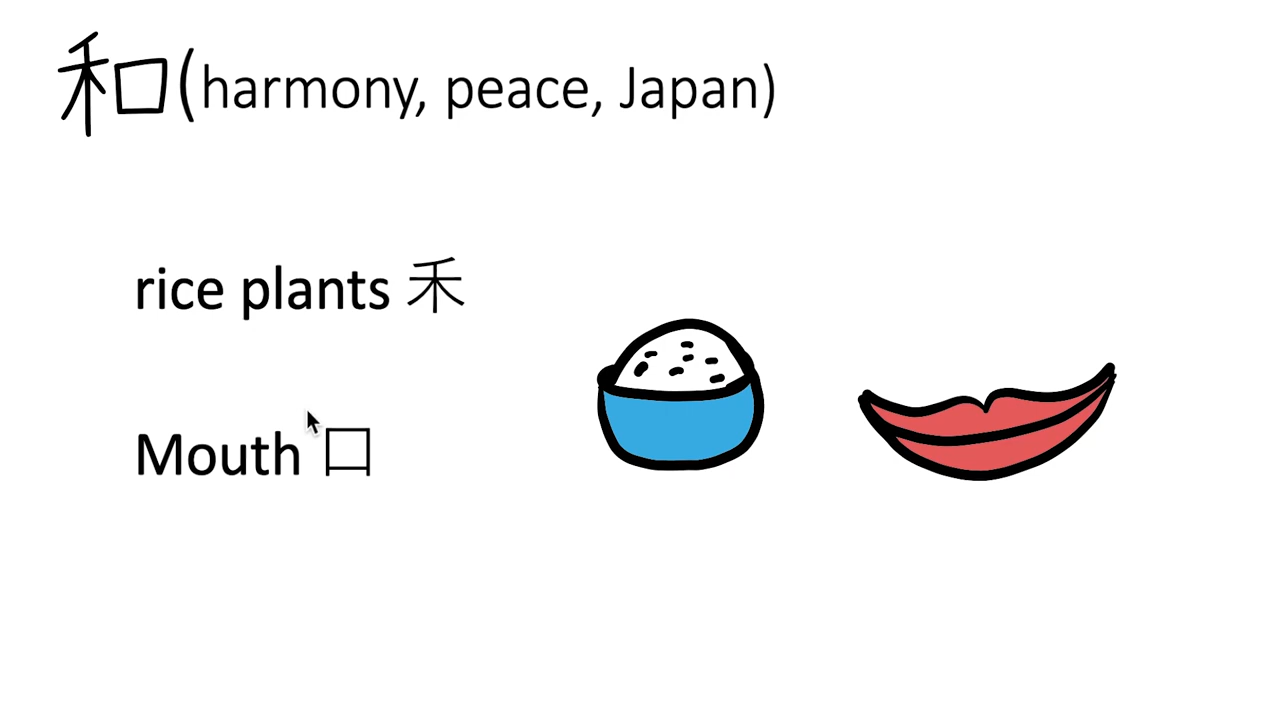 和(harmony, peace, Japan)
rice plants 禾
Mouth 口